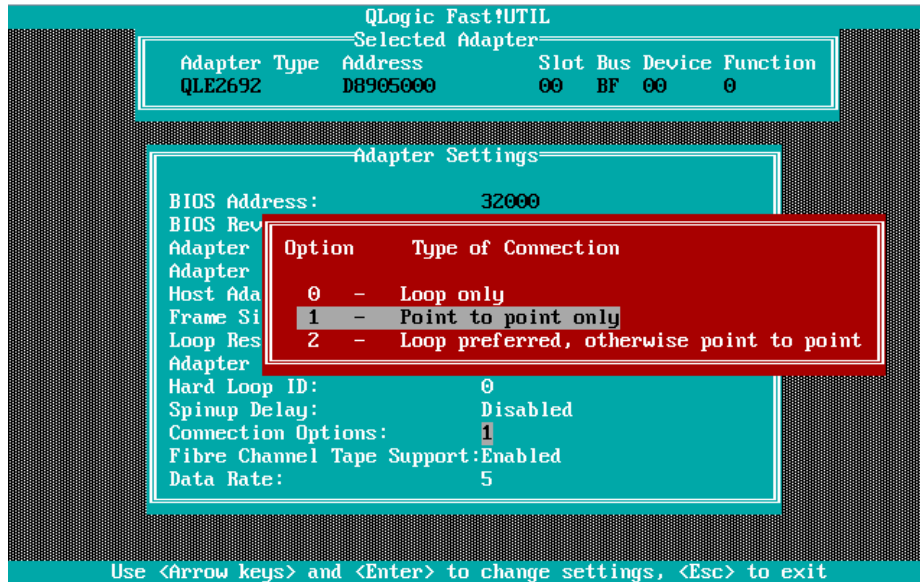 QLogic Fast!UTIL
Selected Adapter
Adapter Type Address Slot Bus Device Function
QLE2692 D8905000 00 BF 00 0
Adapter Settings
BIOS Address: 32000
BIOS Rev
Adapter
Adapter
Host Ada
Frame Si
Loop Res
Adapter
Option Type of Connection
0 - Loop only
1 - Point to point only
2 - Loop preferred, otherwise point to point
Hard Loop ID: 0
Spinup Delay: Disabled
Connection Options: 1
Fibre Channel Tape Support:Enabled
Data Rate: 5
Use <Arrow keys> and <Enter> to change settings, <Esc> to exit